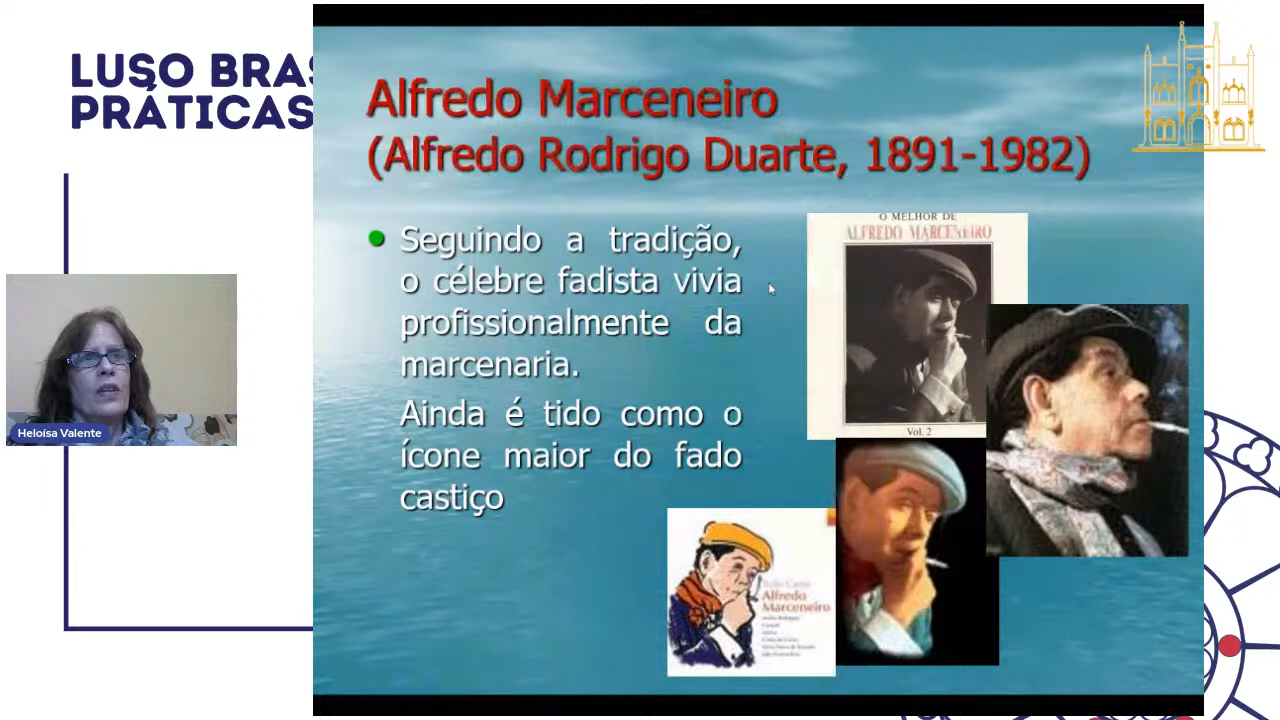 LUSO BRAS
PRÁTICAS
Alfredo Marceneiro
(Alfredo Rodrigo Duarte, 1891-1982)
Seguindo a tradição,
o célebre fadista vivia
profissionalmente da
marcenaria.
Ainda é tido como o
ícone maior do fado
castiço
O MELHOR DE
ALFREDO MARCENEIRO
Vol. 2
Alfredo
Marceneiro
Heloísa Valente